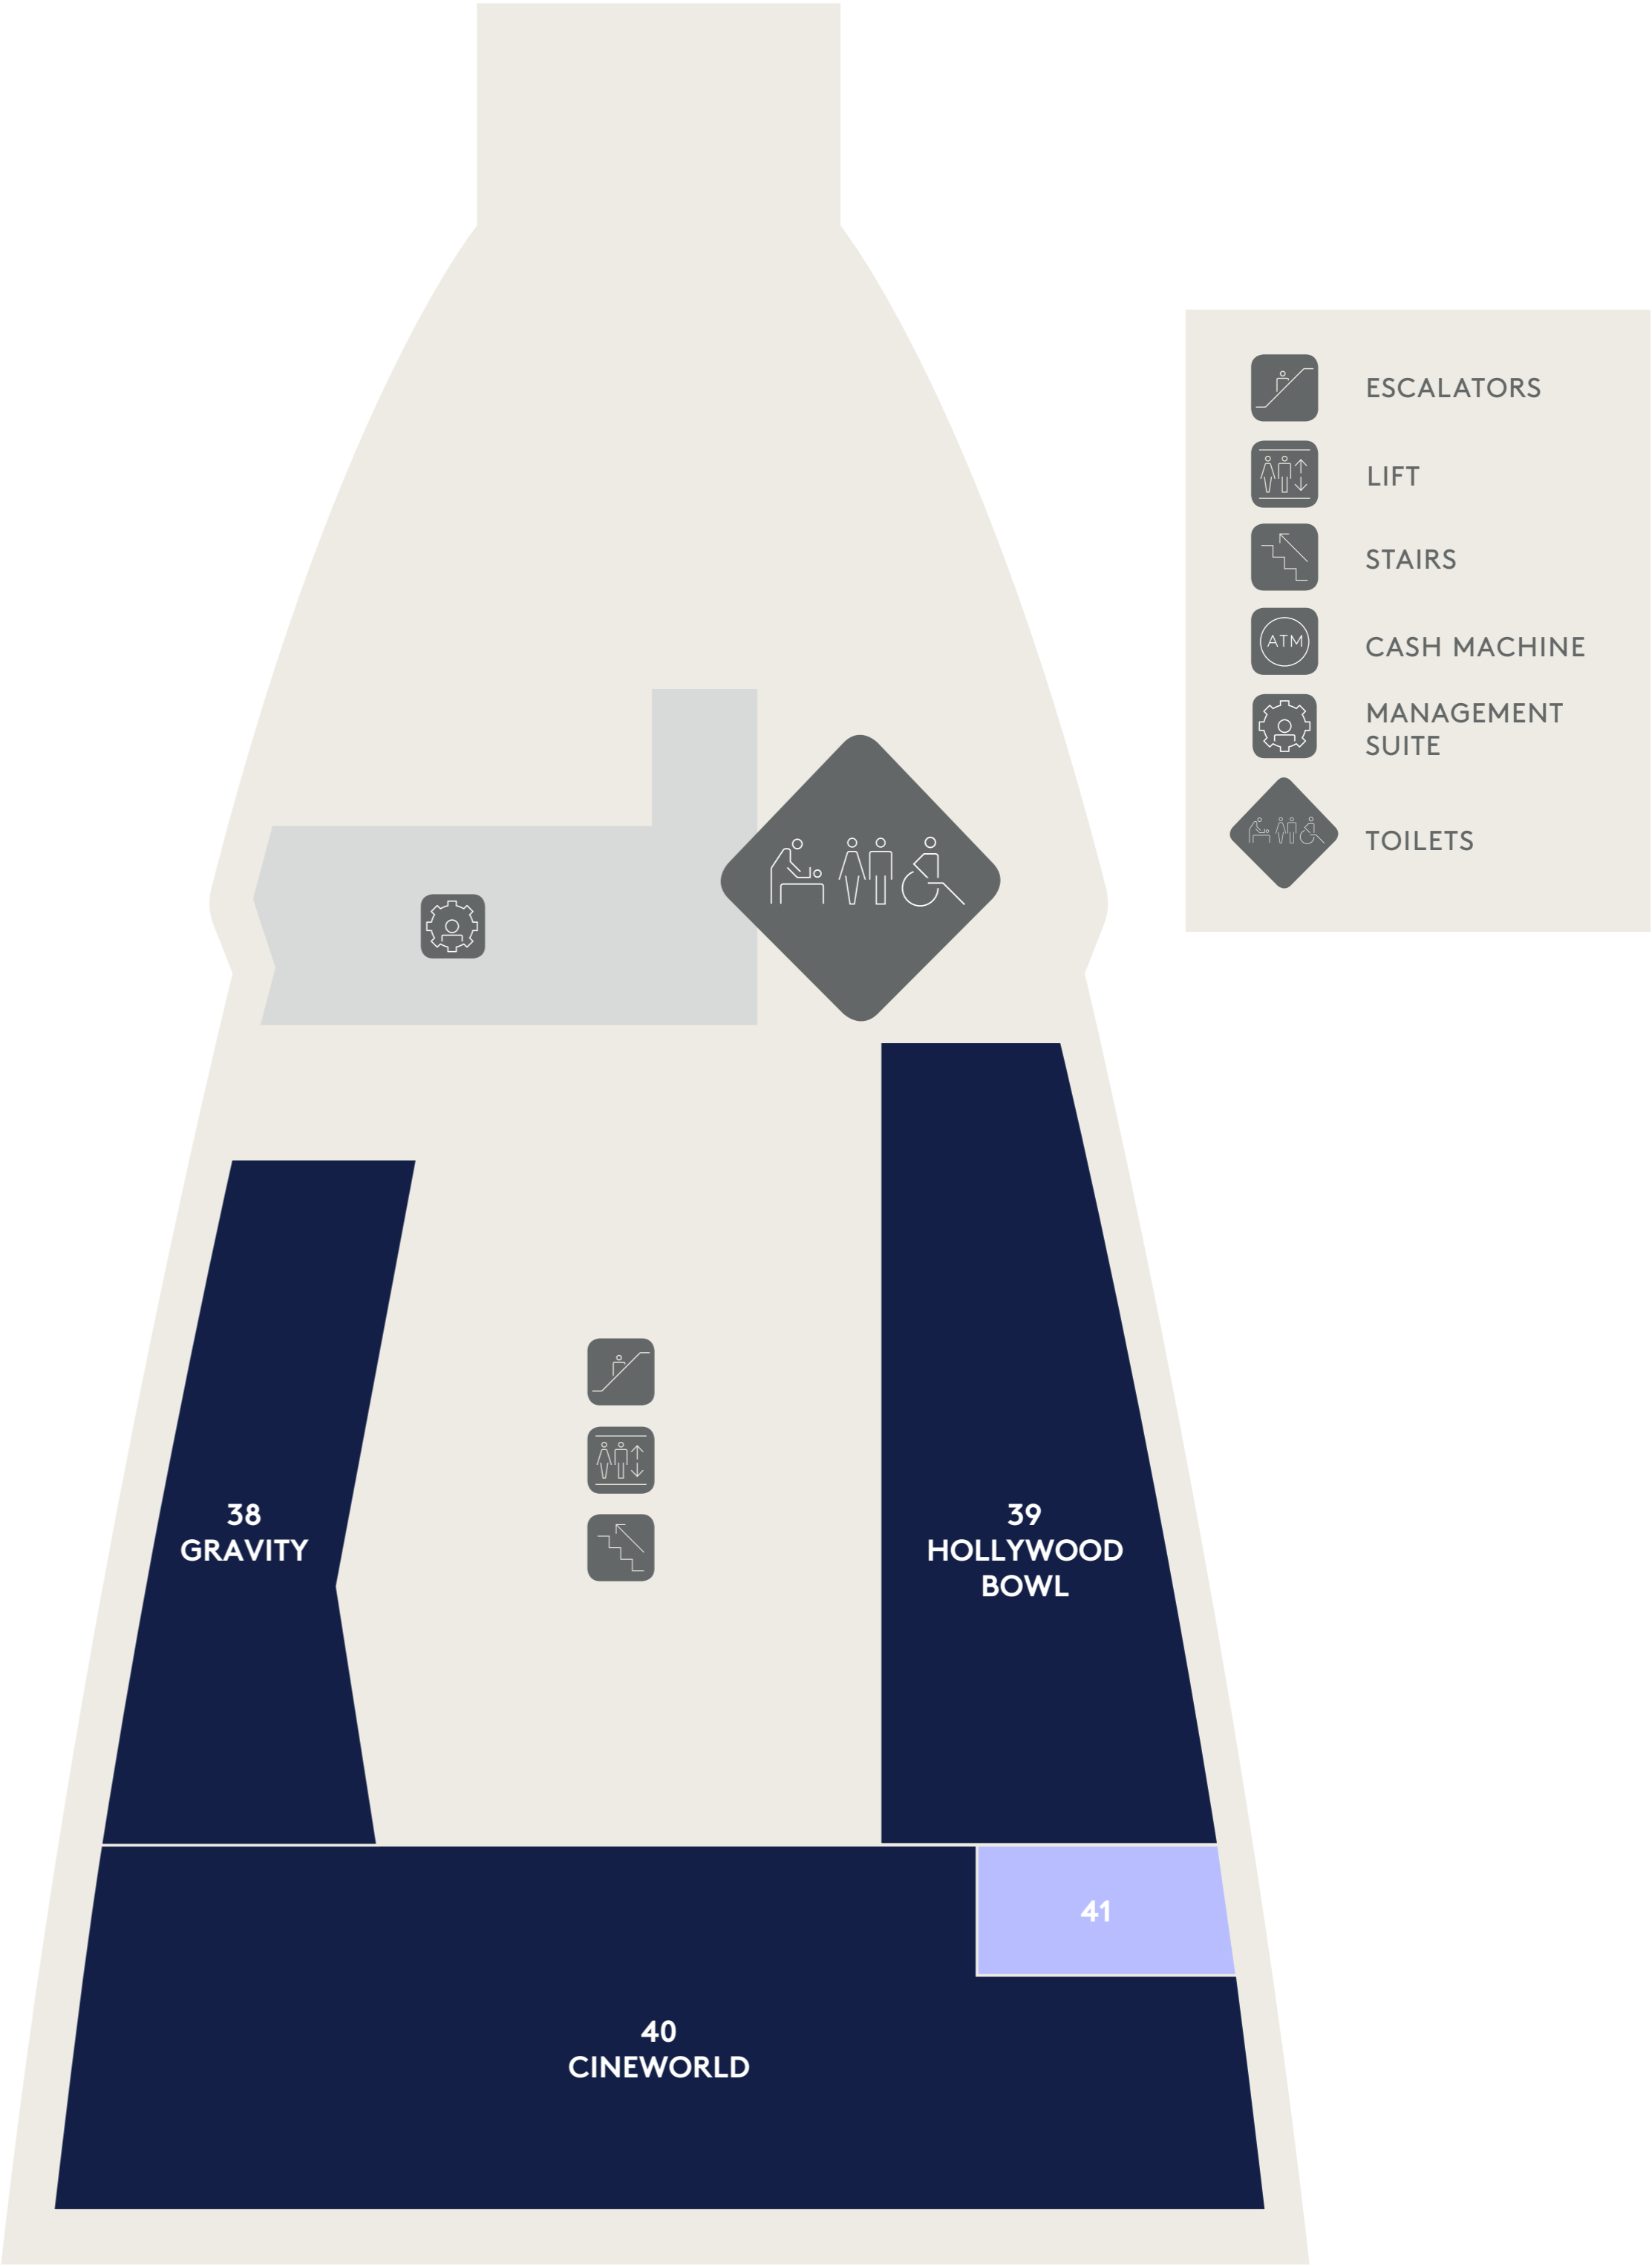 ESCALATORS
LIFT
STAIRS
ATM
CASH MACHINE
MANAGEMENT
SUITE
TOILETS
38
GRAVITY
39
HOLLYWOOD
BOWL
41
40
CINEWORLD